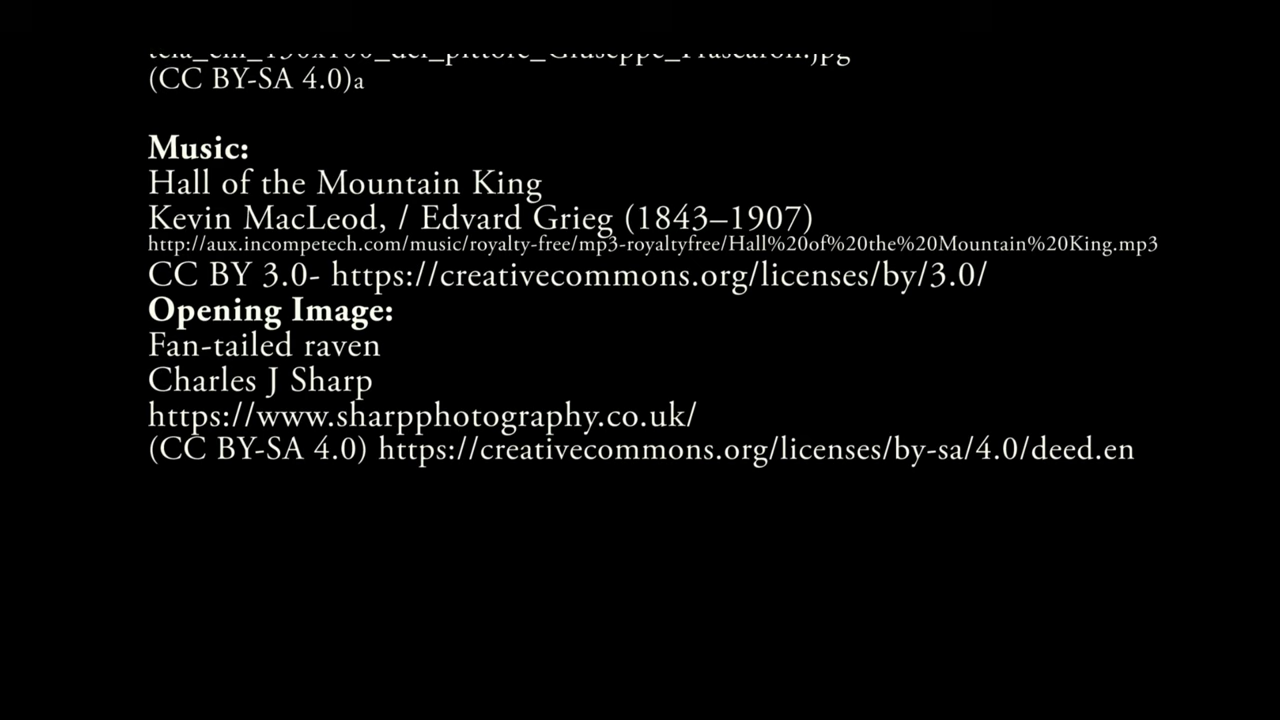 tela_cm_130x100_del_pittore_Giuseppe_Frascaroli.jpg
(CC BY-SA 4.0)a
Music:
Hall of the Mountain King
Kevin MacLeod, / Edvard Grieg (1843–1907)
http://aux.incompetech.com/music/royalty-free/mp3-royaltyfree/Hall%20of%20the%20Mountain%20King.mp3
CC BY 3.0- https://creativecommons.org/licenses/by/3.0/
Opening Image:
Fan-tailed raven
Charles J Sharp
https://www.sharpphotography.co.uk/
(CC BY-SA 4.0) https://creativecommons.org/licenses/by-sa/4.0/deed.en